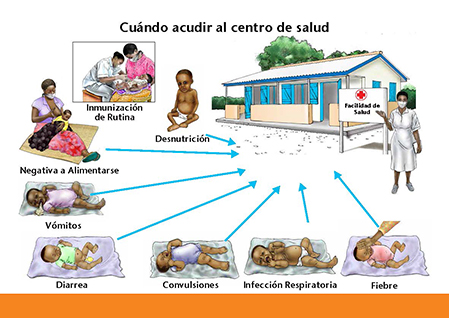 Cuándo acudir al centro de salud
Inmunización
de Rutina
Desnutrición
Facilidad de
Salud
Negativa a Alimentarse
Vómitos
Diarrea
Convulsiones
Infección Respiratoria
Fiebre